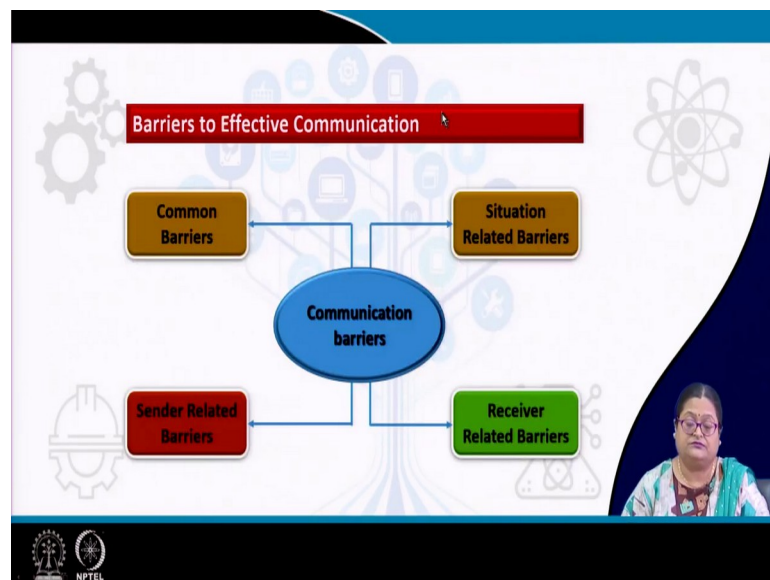 Barriers to Effective Communication
Common
Barriers
Situation
Related Barriers
Communication
barriers
Sender Related
Barriers
Receiver
Related Barriers
NPTEL